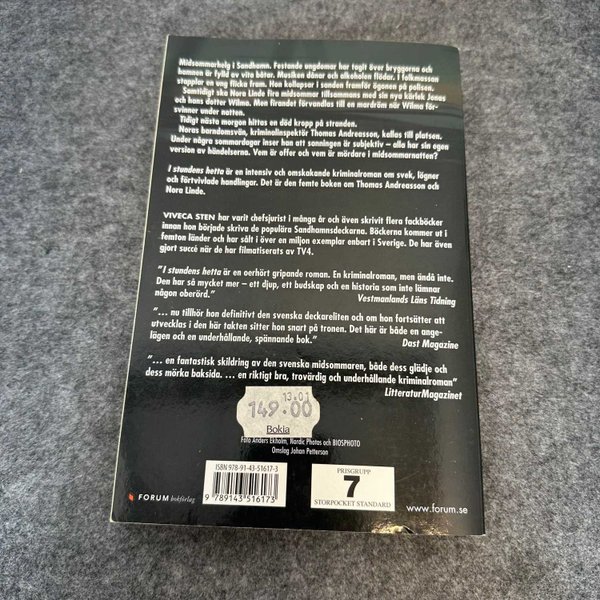 Midsommarhelg i Sandhamn. Festande ungdomar har tagit över bryggorna och
hamnen är fylld av vita båtar. Musiken dånar och alkoholen flödar. I folkmassan
stapplar en ung flicka fram. Hon kollapsar i sanden framför ögonen på polisen.
Samtidigt ska Nora Linde fira midsommar tillsammans med sin nya kärlek Jonas
och hans dotter Wilma. Men firandet förvandlas till en mardröm när Wilma för-
svinner under natten.
Tidigt nästa morgon hittas en död kropp på stranden.
Noras barndomsvän, kriminalinspektör Thomas Andreasson, kallas till platsen.
Under några sommardagar inser han att sanningen är subjektiv – alla har sin egen
version av händelserna. Vem är offer och vem är mördare i midsommarnatten?
I stundens hetta är en intensiv och omskakande kriminalroman om svek, lögner
och förtvivlade handlingar. Det är den femte boken om Thomas Andreasson och
Nora Linde.
VIVECA STEN har varit chefsjurist i många år och även skrivit flera fackböcker
innan hon började skriva de populära Sandhamnsdeckarna. Böckerna kommer ut i
femton länder och har sålt i över en miljon exemplar enbart i Sverige. De har även
gjort succé när de har filmatiserats av TV4.
"I stundens hetta är en oerhört gripande roman. En kriminalroman, men ändå inte.
Den har så mycket mer – ett djup, ett budskap och en historia som inte lämnar
någon oberörd."
Vestmanlands Läns Tidning
"... nu tillhör hon definitivt den svenska deckareliten och om hon fortsätter att
utvecklas i den här takten sitter hon snart på tronen. Det här är både en ange-
lägen och en underhållande, spännande bok."
Dast Magazine
"... en fantastisk skildring av den svenska midsommaren, både dess glädje och
dess mörka baksida. ... en riktigt bra, trovärdig och underhållande kriminalroman"
LitteraturMagazinet
13.01
149.00
Bokia
Foto Anders Ekholm, Nordic Photos och BIOSPHOTO
Omslag Johan Petterson
ISBN 978-91-43-51617-3
9 789143 516173
PRISGRUPP
7
STORPOCKET STANDARD
FORUM bokförlag
www.forum.se